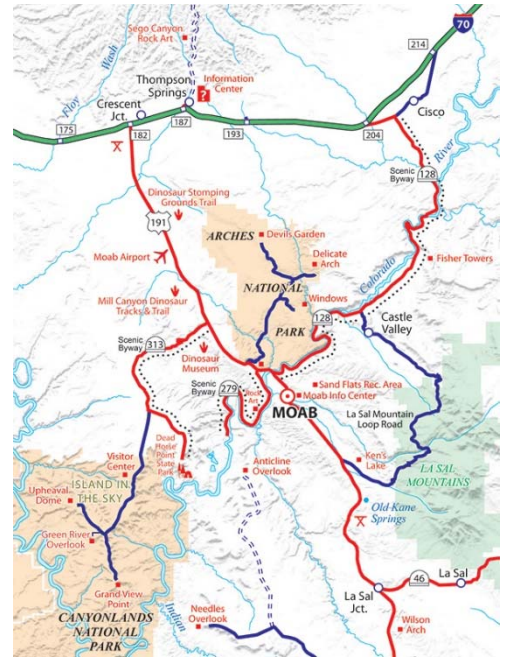 Sego Canyon
Rock Art
Wash
Floy
Thompson
Springs
Information
Center
?
Crescent
Jct.
175
182
187
193
204
214
70
Cisco
River
Scenic
Byway
128
191
Dinosaur Stomping
Grounds Trail
ARCHES
Devils Garden
Delicate
Arch
Moab Airport
NATIONAL
Colorado
Fisher Towers
Mill Canyon Dinosaur
Tracks & Trail
Windows
PARK
128
Castle
Valley
Scenic
Byway
313
Dinosaur
Museum
Scenic
Byway
279
Rock
Art
Sand Flats Rec. Area
Moab Info Center
MOAB
La Sal Mountain
Loop Road
Dead
Horse
Point
State
Park
Visitor
Center
Anticline
Overlook
Ken's
Lake
LA SAL
MOUNTAINS
ISLAND IN
THE SKY
Upheaval
Dome
Old Kane
Springs
Green River
Overlook
Grand View
Point
La Sal
Jct.
46
La Sal
CANYONLANDS
NATIONAL
PARK
Indian
Needles
Overlook
Wilson
Arch